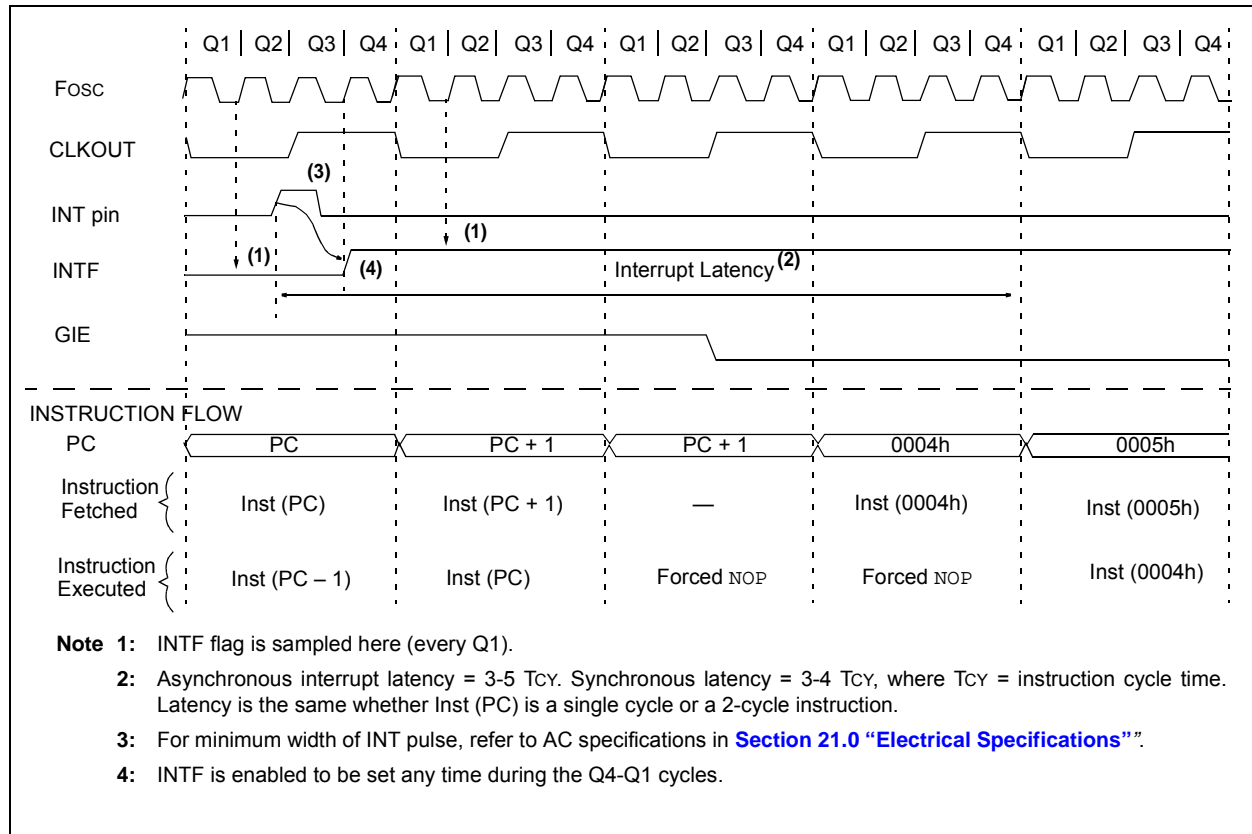 Q1 Q2 Q3 Q4 Q1 Q2 Q3 Q4 Q1 Q2 Q3 Q4 Q1 Q2 Q3 Q4 Q1 Q2 Q3 Q4
FOSC
CLKOUT
(3)
INT pin
(1)
(1)
INTF
(4)
Interrupt Latency(2)
GIE
INSTRUCTION FLOW
PC
PC
PC + 1
PC + 1
0004h
0005h
Instruction
Fetched
Inst (PC)
Inst (PC + 1)
—
Inst (0004h)
Inst (0005h)
Instruction
Executed
Inst (PC – 1)
Inst (PC)
Forced NOP
Forced NOP
Inst (0004h)
Note 1: INTF flag is sampled here (every Q1).
2: Asynchronous interrupt latency = 3-5 TCY. Synchronous latency = 3-4 TCY, where TCY = instruction cycle time.
Latency is the same whether Inst (PC) is a single cycle or a 2-cycle instruction.
3: For minimum width of INT pulse, refer to AC specifications in Section 21.0 “Electrical Specifications””.
4: INTF is enabled to be set any time during the Q4-Q1 cycles.